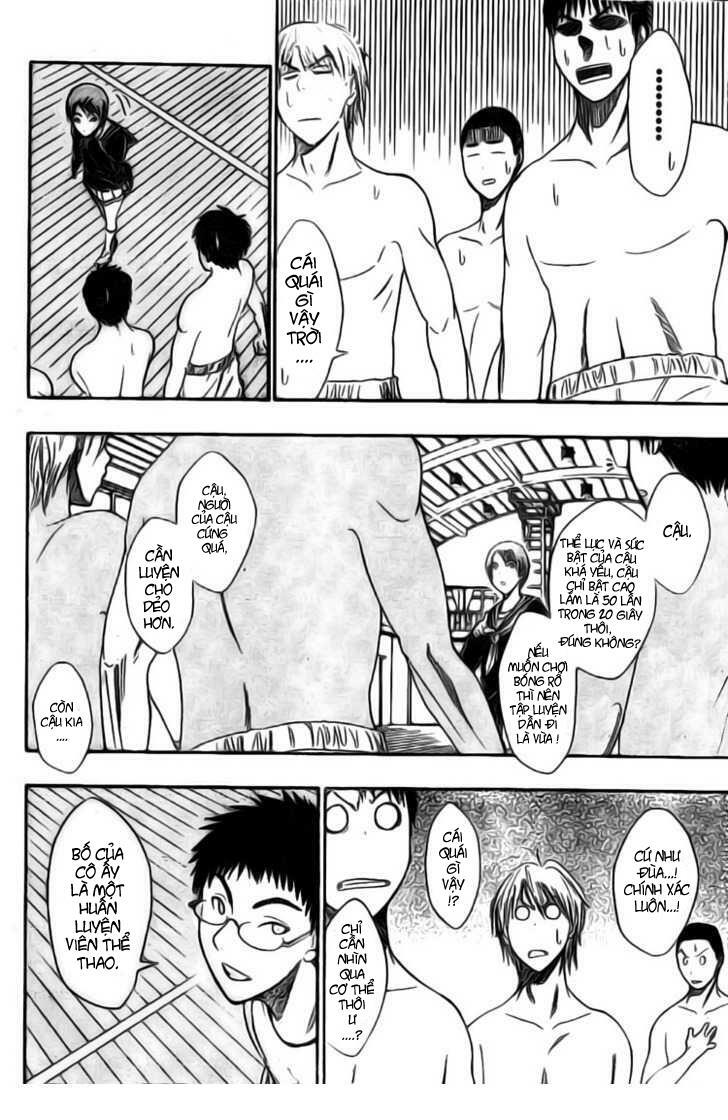 ..........
CÁI
QUÁI
GÌ
VẬY
TRỜI
....
CẬU.
THỂ LỰC VÀ SỨC
BẬT CỦA CẬU
KHÁ YẾU, CẬU
CHỈ BẬT CAO
LẮM LÀ 50 LẦN
TRONG 20 GIÂY
THÔI,
ĐÚNG KHÔNG?
NẾU
MUỐN CHƠI
BÓNG RỔ
THÌ NÊN
TẬP LUYỆN
DẦN ĐI
LÀ VỪA !
CẬU,
NGƯỜI
CỦA CẬU
CỨNG
QUÁ,
CẦN
LUYỆN
CHO
DẺO
HƠN.
CÒN
CẬU KIA
....
CỨ NHƯ
ĐÙA...!
CHÍNH XÁC
LUÔN...!
CÁI
QUÁI
GÌ
VẬY
!?
CHỈ
CẦN
NHÌN
QUA
CƠ THỂ
THÔI
Ư
....?
BỐ CỦA
CÔ ẤY
LÀ MỘT
HUẤN
LUYỆN
VIÊN THỂ
THAO.